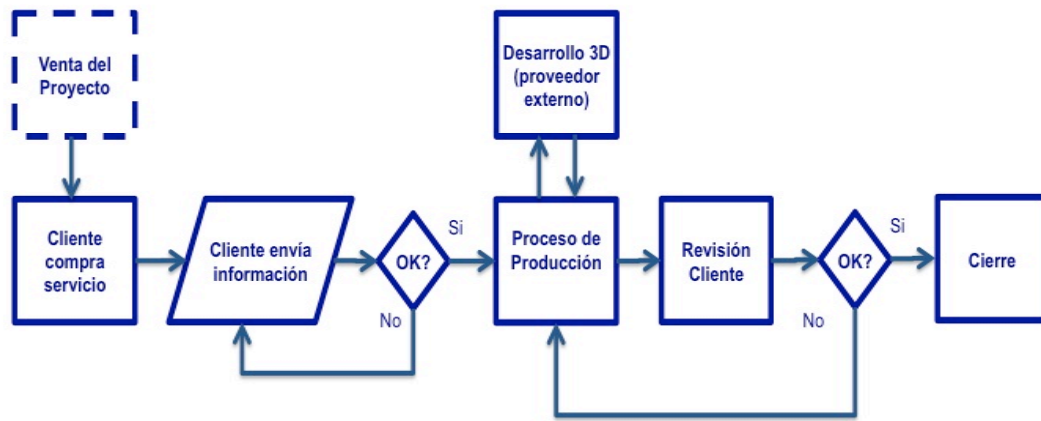 Venta del
Proyecto
Desarrollo 3D
(proveedor
externo)
Cliente
compra
servicio
Cliente envía
información
OK?
Si
No
Proceso de
Producción
Revisión
Cliente
OK?
Si
No
Cierre